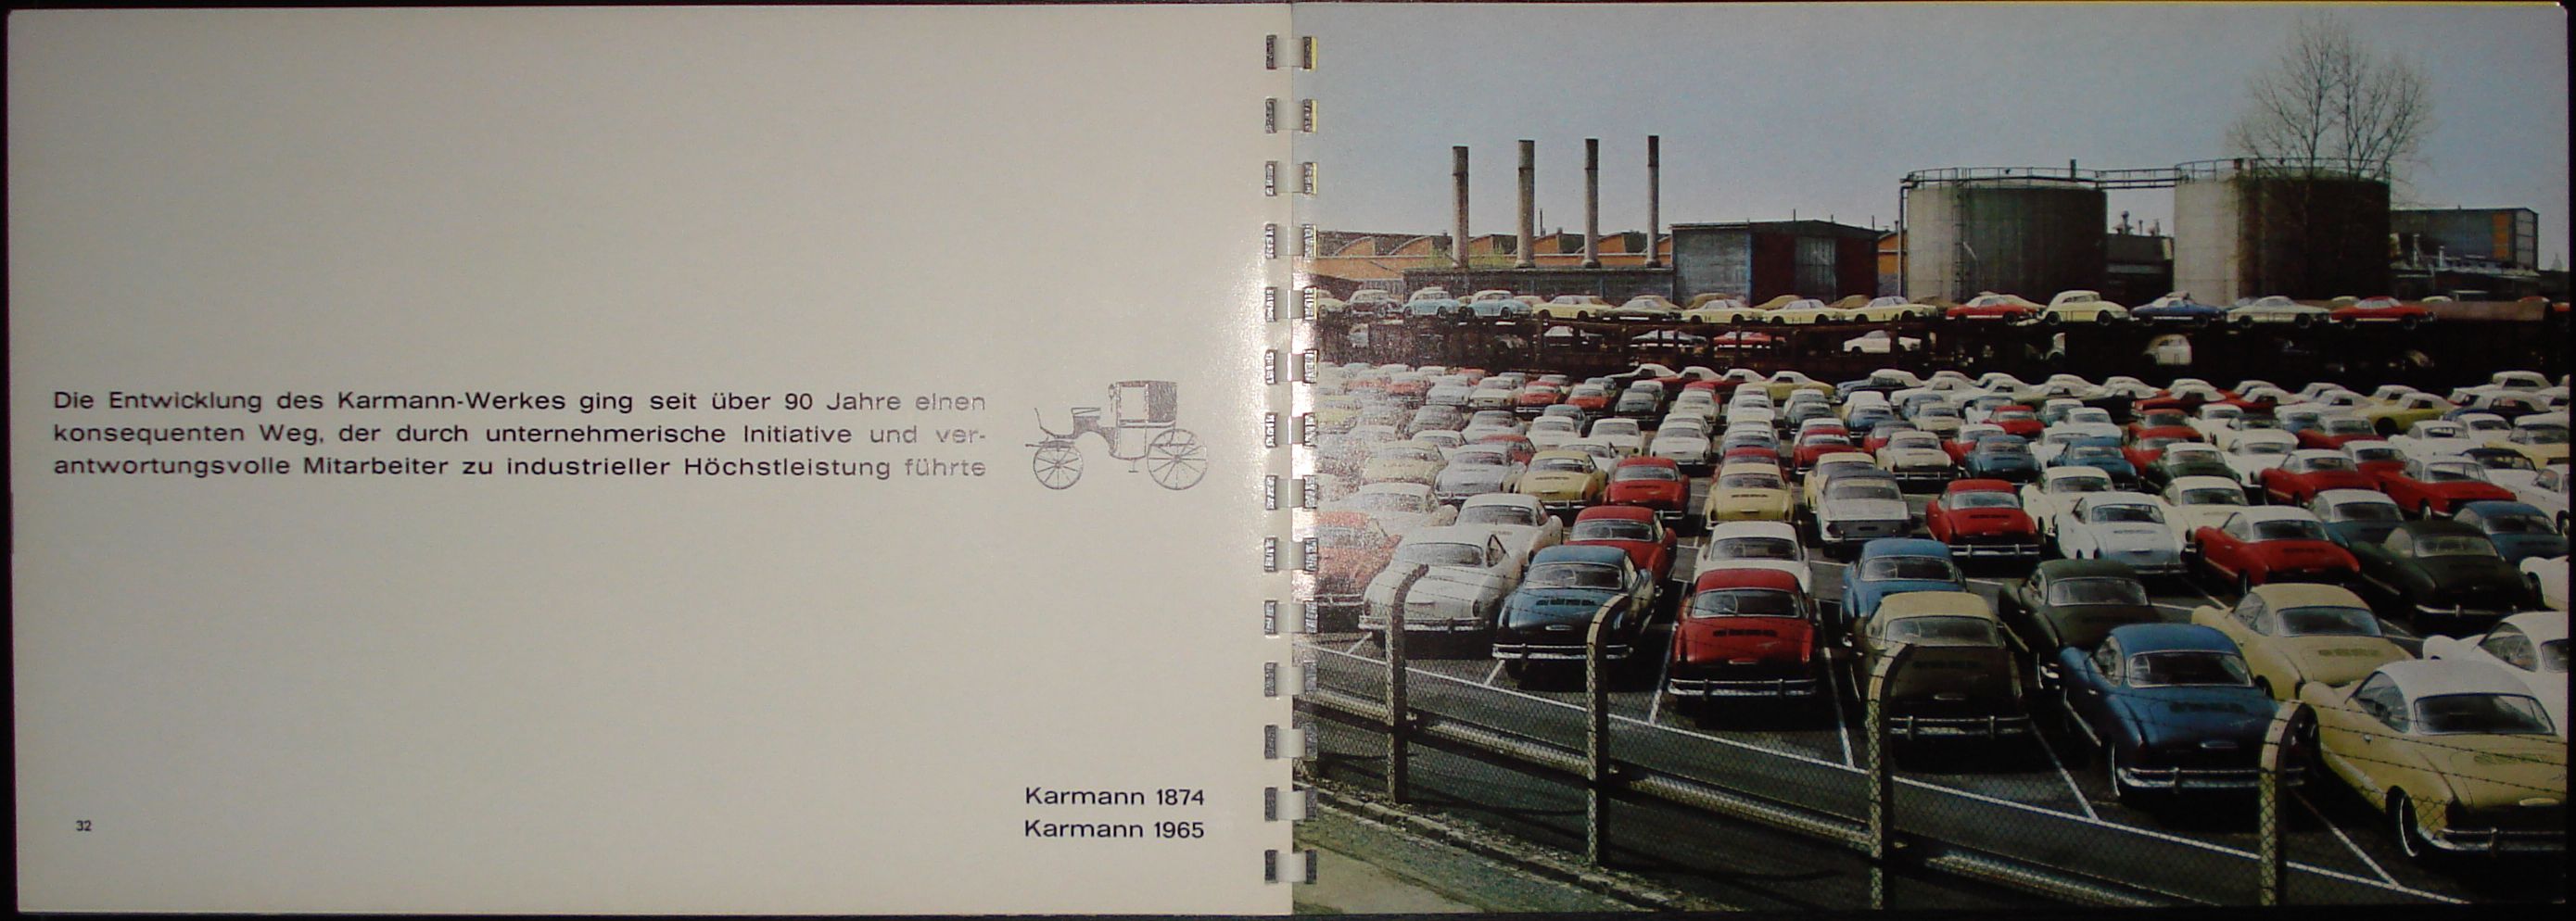 Die Entwicklung des Karmann-Werkes ging seit über 90 Jahre einen
konsequenten Weg, der durch unternehmerische Initiative und ver-
antwortungsvolle Mitarbeiter zu industrieller Höchstleistung führte
Karmann 1874
Karmann 1965
32